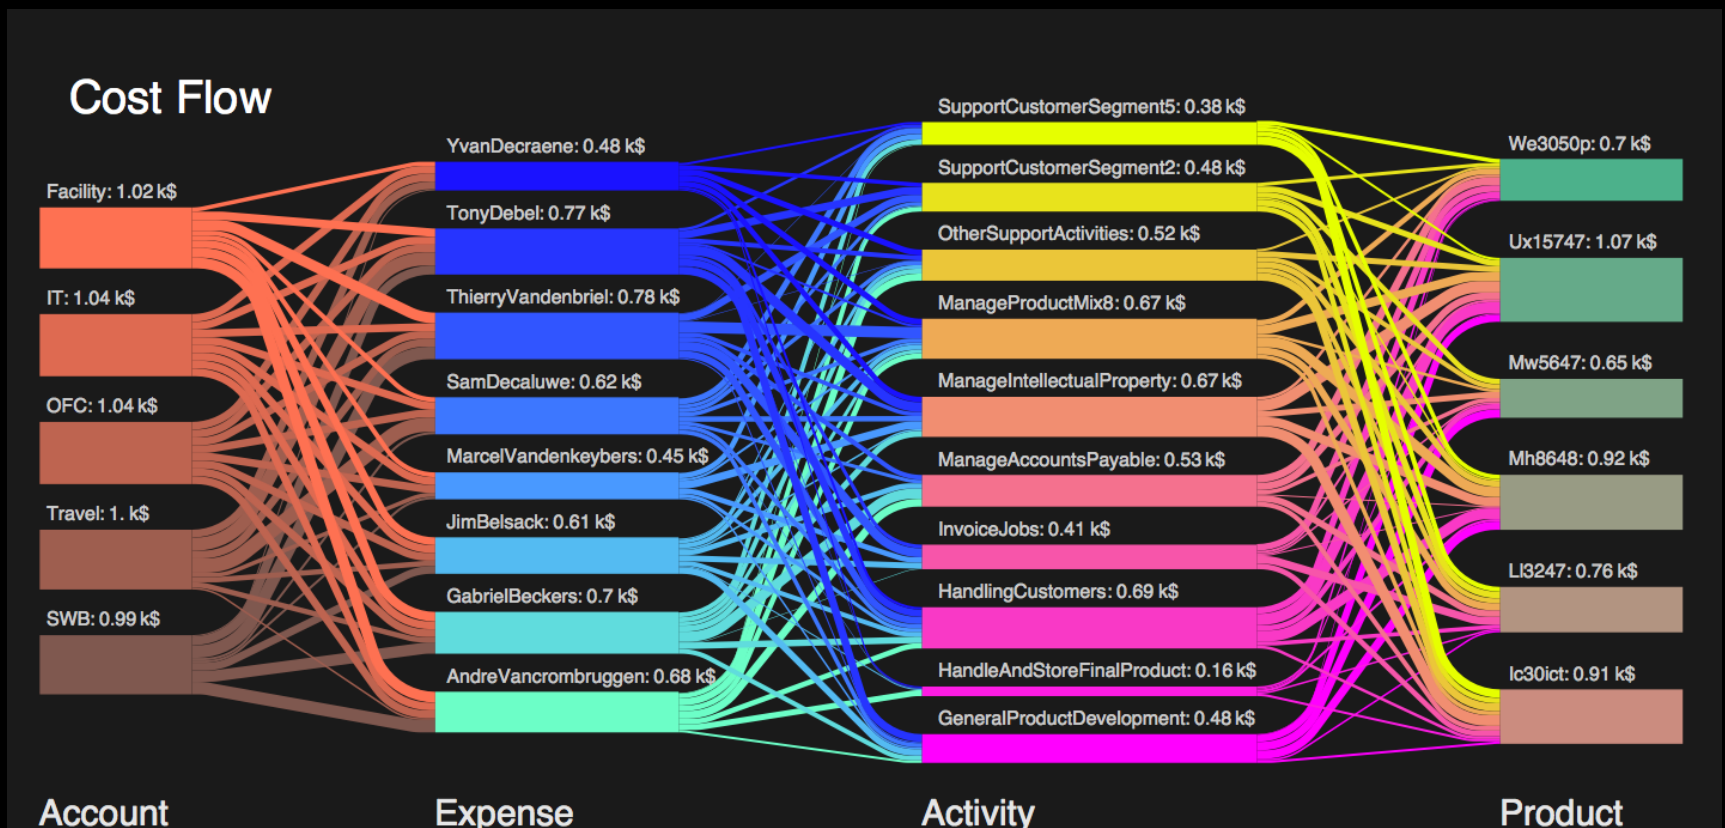 Cost Flow
Facility: 1.02 k$
IT: 1.04 k$
OFC: 1.04 k$
Travel: 1. k$
SWB: 0.99 k$
Account
YvanDecraene: 0.48 k$
TonyDebel: 0.77 k$
ThierryVandenbriel: 0.78 k$
SamDecaluwe: 0.62 k$
MarcelVandenkeybers: 0.45 k$
JimBelsack: 0.61 k$
GabrielBeckers: 0.7 k$
AndreVancrombruggen: 0.68 k$
Expense
SupportCustomerSegment5: 0.38 k$
SupportCustomerSegment2: 0.48 k$
OtherSupportActivities: 0.52 k$
ManageProductMix8: 0.67 k$
ManageIntellectualProperty: 0.67 k$
ManageAccountsPayable: 0.53 k$
InvoiceJobs: 0.41 k$
HandlingCustomers: 0.69 k$
HandleAndStoreFinalProduct: 0.16 k$
GeneralProductDevelopment: 0.48 k$
Activity
We3050p: 0.7 k$
Ux15747: 1.07 k$
Mw5647: 0.65 k$
Mh8648: 0.92 k$
Ll3247: 0.76 k$
Ic30ict: 0.91 k$
Product